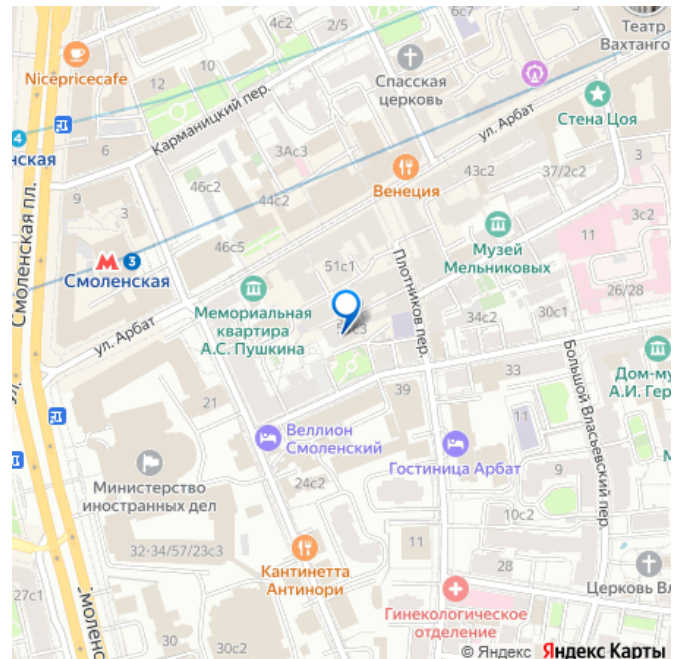 4с2
2/5
6с7
Театр
Вахтанго
Nicepricecafe
12
10
Спасская
церковь
Карманицкий пер.
ул. Арбат
Стена Цоя
4
нская
6
3Ас3
Венеция
43с2
37/2с2
3
46с2
44с2
9
3
46с5
3с2
11
Музей
Мельниковых
51с1
3
Смоленская
Смоленская пл.
Плотников пер.
26/28
Мемориальная
квартира
А.С. Пушкина
34с2
30с1
ул. Арбат
Дом-му
А.И. Гер
33
39
21
Большой Власьевский пер.
Веллион
Смоленский
11
Гостиница Арбат
9
Министерство
иностранных дел
24с2
10с2
32-34/57/23с3
11
Кантинетта
Антинори
28
27с1
Церковь Вл
Гинекологическое
отделение
Смоленс
30
30с2
© Яндекс Яндекс Карты